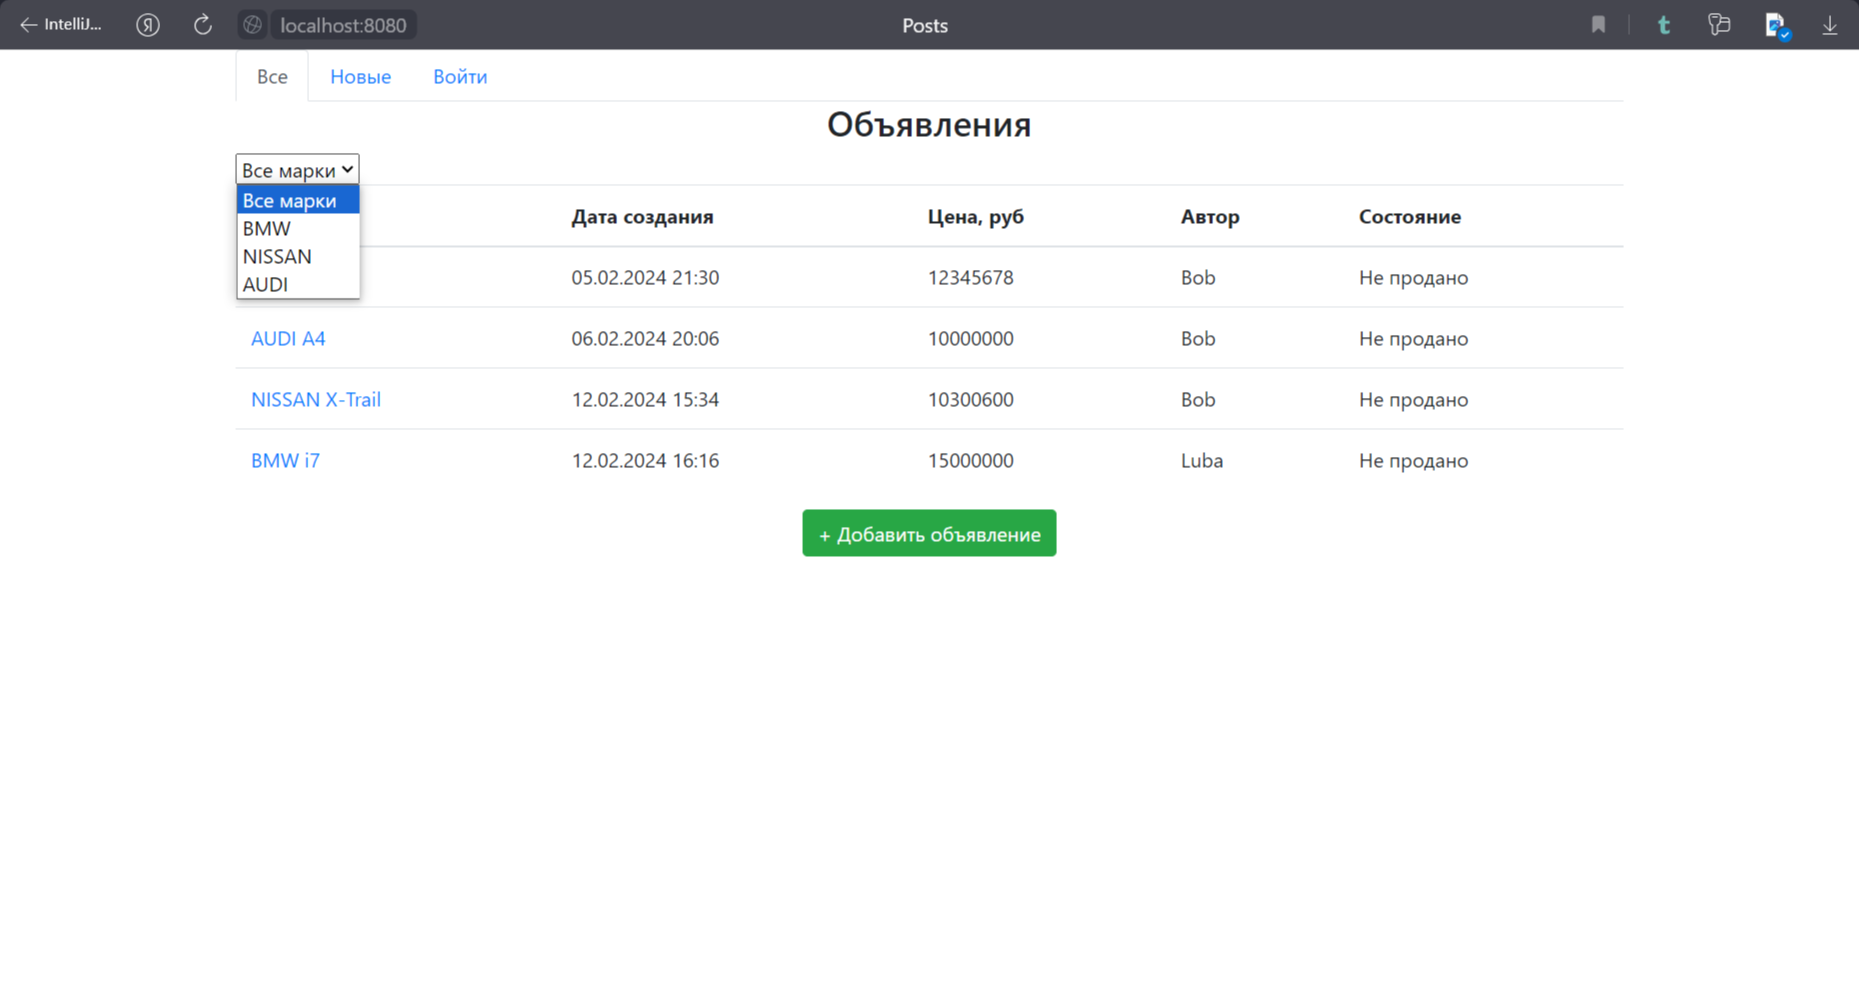 IntelliJ...
Я
localhost:8080
Posts
t
Все Новые Войти
Объявления
Все марки
Все марки
BMW
NISSAN
AUDI
Дата создания Цена, руб Автор Состояние
05.02.2024 21:30 12345678 Bob Не продано
AUDI A4 06.02.2024 20:06 10000000 Bob Не продано
NISSAN X-Trail 12.02.2024 15:34 10300600 Bob Не продано
BMW i7 12.02.2024 16:16 15000000 Luba Не продано
+ Добавить объявление